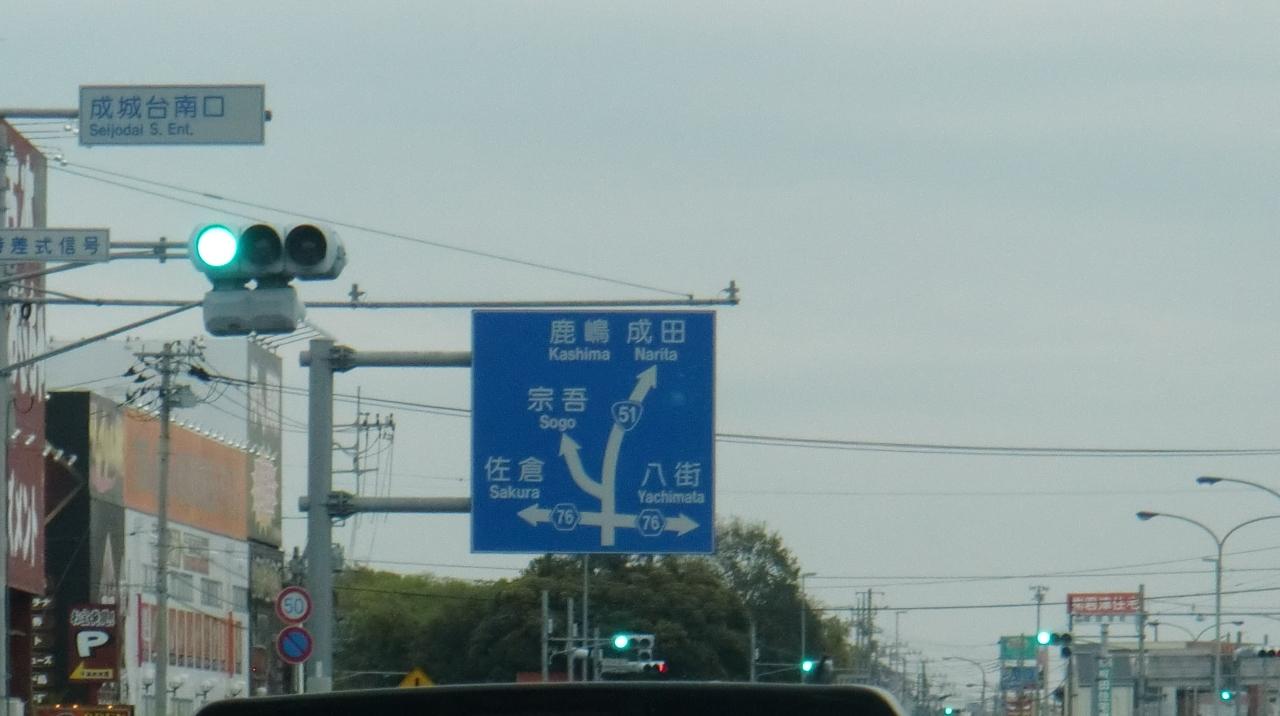 成城台南口
Seijodai S. Ent.
差式信号
鹿嶋 成田
Kashima Narita
51
宗吾
Sogo
佐倉
Sakura
八街
Yachimata
76
76
50
P